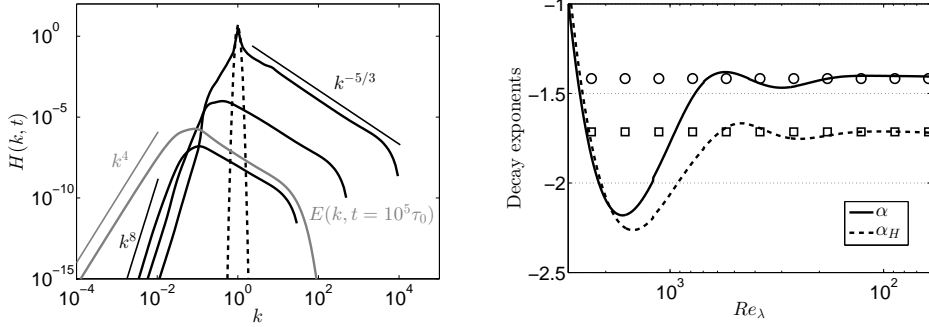 10^0
10^-5
10^-10
10^-15
H(k, t)
10^-4
10^-2
10^0
10^2
10^4
k
k^-5/3
k^4
k^8
E(k, t = 10^5 τ_0)
-1
-1.5
-2
-2.5
Decay exponents
10^3
10^2
Re_λ
α
α_H